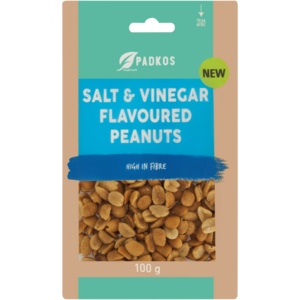 PADKOS
NEW
SALT & VINEGAR
FLAVOURED
PEANUTS
HIGH IN FIBRE
100 g